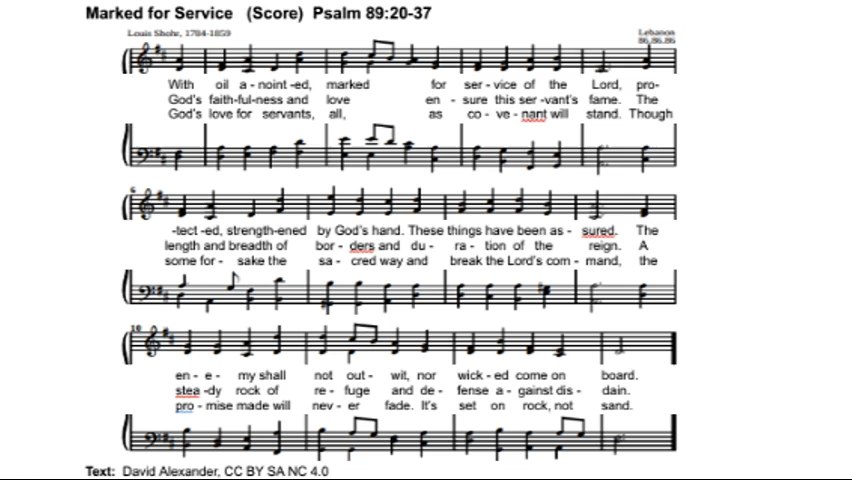 Marked for Service (Score) Psalm 89:20-37
Louis Shohr, 1784-1859
Lebanon
86.86.86
With oil a - noint -ed, marked for ser - vice of the Lord, pro-
God's faith-ful-ness and love en - sure this ser -vant's fame. The
God's love for servants, all, as co - ve - nant will stand. Though
6
-tect -ed, strength-ened by God's hand. These things have been as - sured. The
length and breadth of bor - ders and du - ra - tion of the reign. A
some for - sake the sa - cred way and break the Lord's com - mand, the
10
en - e - my shall not out - wit, nor wick - ed come on board.
stea -dy rock of re - fuge and de - fense a - gainst dis - dain.
pro - mise made will nev - er fade. It's set on rock, not sand.
Text: David Alexander, CC BY SA NC 4.0